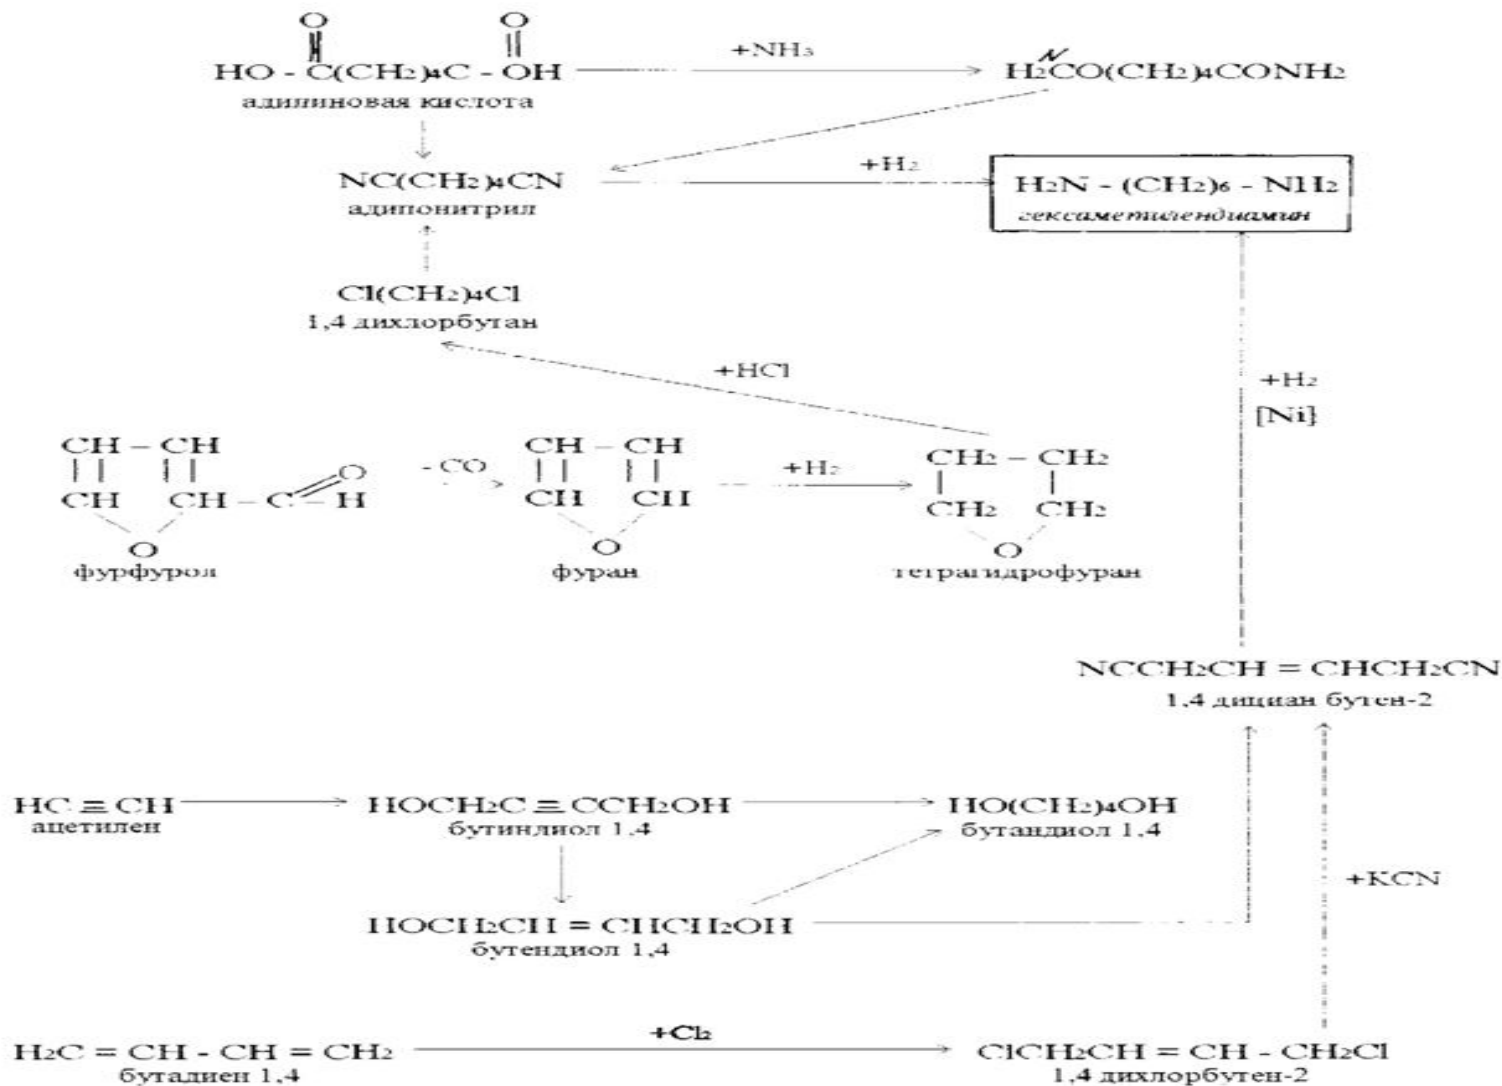 O O
HO - C(CH₂)₄C - OH +NH₃ H₂CO(CH₂)₄CONH₂
N
адипиновая кислота
NC(CH₂)₄CN +H₂ H₂N - (CH₂)₆ - NH₂
адипонитрил гексаметилендиамин
Cl(CH₂)₄Cl
1,4 дихлорбутан
+HCl +H₂
[Ni}
CH – CH CH – CH CH₂ – CH₂
- CO +H₂
O
CH CH – C – H CH CH CH₂ CH₂
O O O
фурфурол фуран тетрагидрофуран
NCCH₂CH = CHCH₂CN
1,4 дициан бутен-2
HC ≡ CH HOCH₂C ≡ CCH₂OH HO(CH₂)₄OH
ацетилен бутиндиол 1,4 бутандиол 1,4
+KCN
HOCH₂CH = CHCH₂OH
бутендиол 1,4
+Cl₂
H₂C = CH - CH = CH₂ ClCH₂CH = CH - CH₂Cl
бутадиен 1,4 1,4 дихлорбутен-2